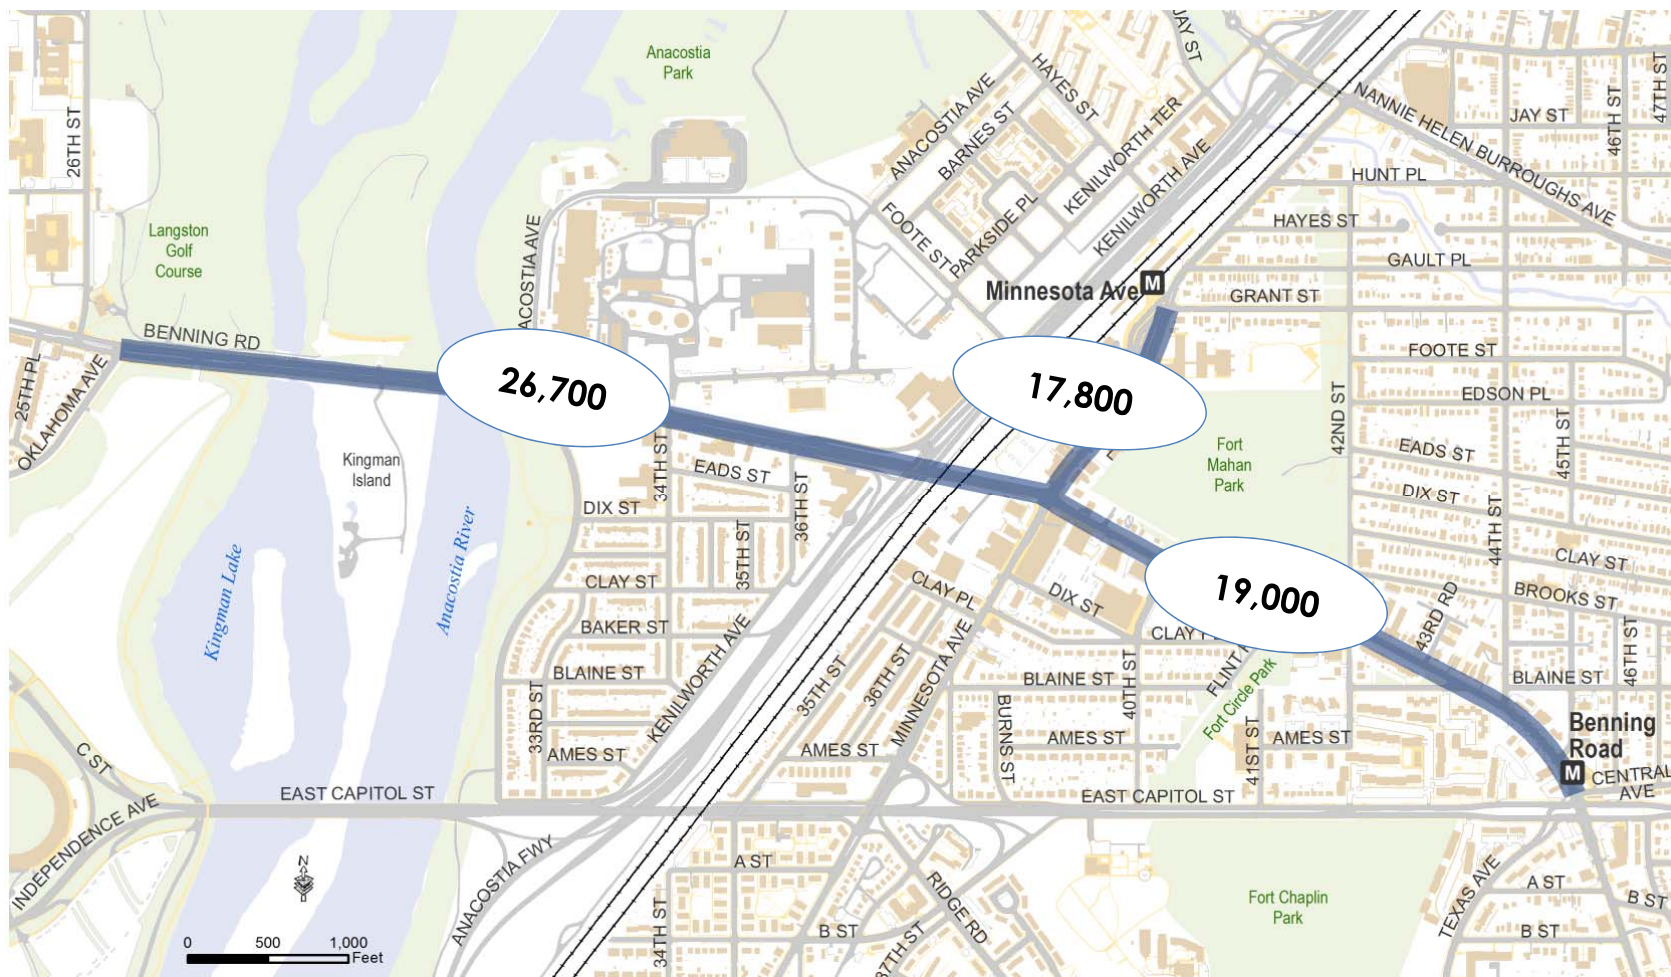 Anacostia
Park
JAY ST
HAYES ST
ANACOSTIA AVE
BARNES ST
KENILWORTH TER
KENILWORTH AVE
PARKSIDE PL
FOOTE ST
NANNIE HELEN BURROUGHS AVE
JAY ST
46TH ST
47TH ST
HUNT PL
HAYES ST
GAULT PL
GRANT ST
26TH ST
Langston
Golf
Course
ACOSTIA AVE
Minnesota Ave
M
BENNING RD
25TH PL
OKLAHOMA AVE
26,700
17,800
FOOTE ST
EDSON PL
42ND ST
45TH ST
Kingman
Island
34TH ST
EADS ST
36TH ST
Fort
Mahan
Park
EADS ST
DIX ST
44TH ST
DIX ST
35TH ST
Kingman Lake
Anacostia River
CLAY ST
CLAY ST
BROOKS ST
CLAY PL
DIX ST
19,000
43RD RD
46TH ST
BAKER ST
BLAINE ST
KENILWORTH AVE
35TH ST
36TH ST
MINNESOTA AVE
BLAINE ST
BURNS ST
40TH ST
Fort Circle Park
41ST ST
BLAINE ST
33RD ST
AMES ST
AMES ST
AMES ST
AMES ST
Benning
Road
M
CENTRAL
AVE
C ST
INDEPENDENCE AVE
EAST CAPITOL ST
EAST CAPITOL ST
ANACOSTIA FWY
A ST
34TH ST
B ST
37TH ST
RIDGE RD
Fort Chaplin
Park
TEXAS AVE
A ST
B ST
B ST
N
0 500 1,000
Feet